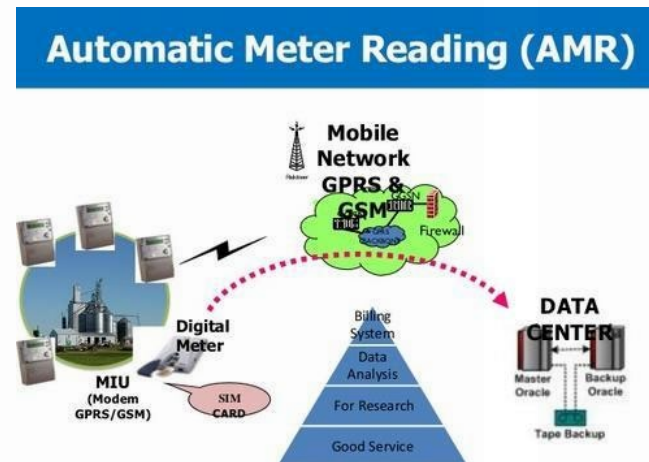 Automatic Meter Reading (AMR)
Mobile
Network
GPRS &
GSM
GGSN
Firewall
Digital
Meter
MIU
(Modem
GPRS/GSM)
SIM
CARD
Billing
System
Data
Analysis
For Research
Good Service
DATA
CENTER
Master
Oracle
Backup
Oracle
Tape Backup